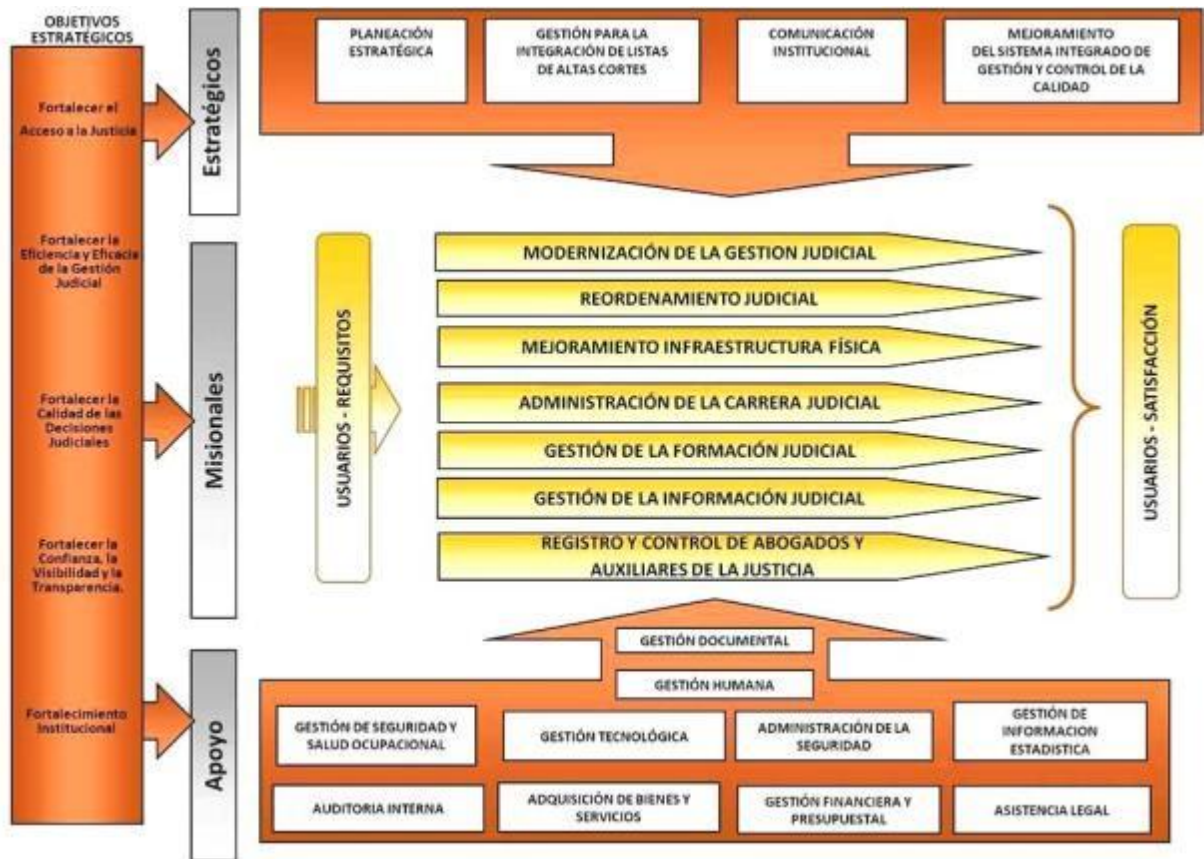 OBJETIVOS
ESTRATÉGICOS
Fortalecer el
Acceso a la Justicia
Fortalecer la
Eficiencia y Eficacia
de la Gestión
Judicial
Fortalecer la
Calidad de las
Decisiones
Judiciales
Fortalecer la
Confianza, la
Visibilidad y la
Transparencia.
Fortalecimiento
Institucional
Estratégicos
PLANEACIÓN
ESTRATÉGICA
GESTIÓN PARA LA
INTEGRACIÓN DE LISTAS
DE ALTAS CORTES
COMUNICACIÓN
INSTITUCIONAL
MEJORAMIENTO
DEL SISTEMA INTEGRADO DE
GESTIÓN Y CONTROL DE LA
CALIDAD
Misionales
USUARIOS - REQUISITOS
MODERNIZACIÓN DE LA GESTION JUDICIAL
REORDENAMIENTO JUDICIAL
MEJORAMIENTO INFRAESTRUCTURA FÍSICA
ADMINISTRACIÓN DE LA CARRERA JUDICIAL
GESTIÓN DE LA FORMACIÓN JUDICIAL
GESTIÓN DE LA INFORMACIÓN JUDICIAL
REGISTRO Y CONTROL DE ABOGADOS Y
AUXILIARES DE LA JUSTICIA
USUARIOS - SATISFACCIÓN
Apoyo
GESTIÓN DOCUMENTAL
GESTIÓN HUMANA
GESTIÓN DE SEGURIDAD Y
SALUD OCUPACIONAL
GESTIÓN TECNOLÓGICA
ADMINISTRACIÓN DE LA
SEGURIDAD
GESTIÓN DE
INFORMACION
ESTADISTICA
AUDITORIA INTERNA
ADQUISICIÓN DE BIENES Y
SERVICIOS
GESTIÓN FINANCIERA Y
PRESUPUESTAL
ASISTENCIA LEGAL